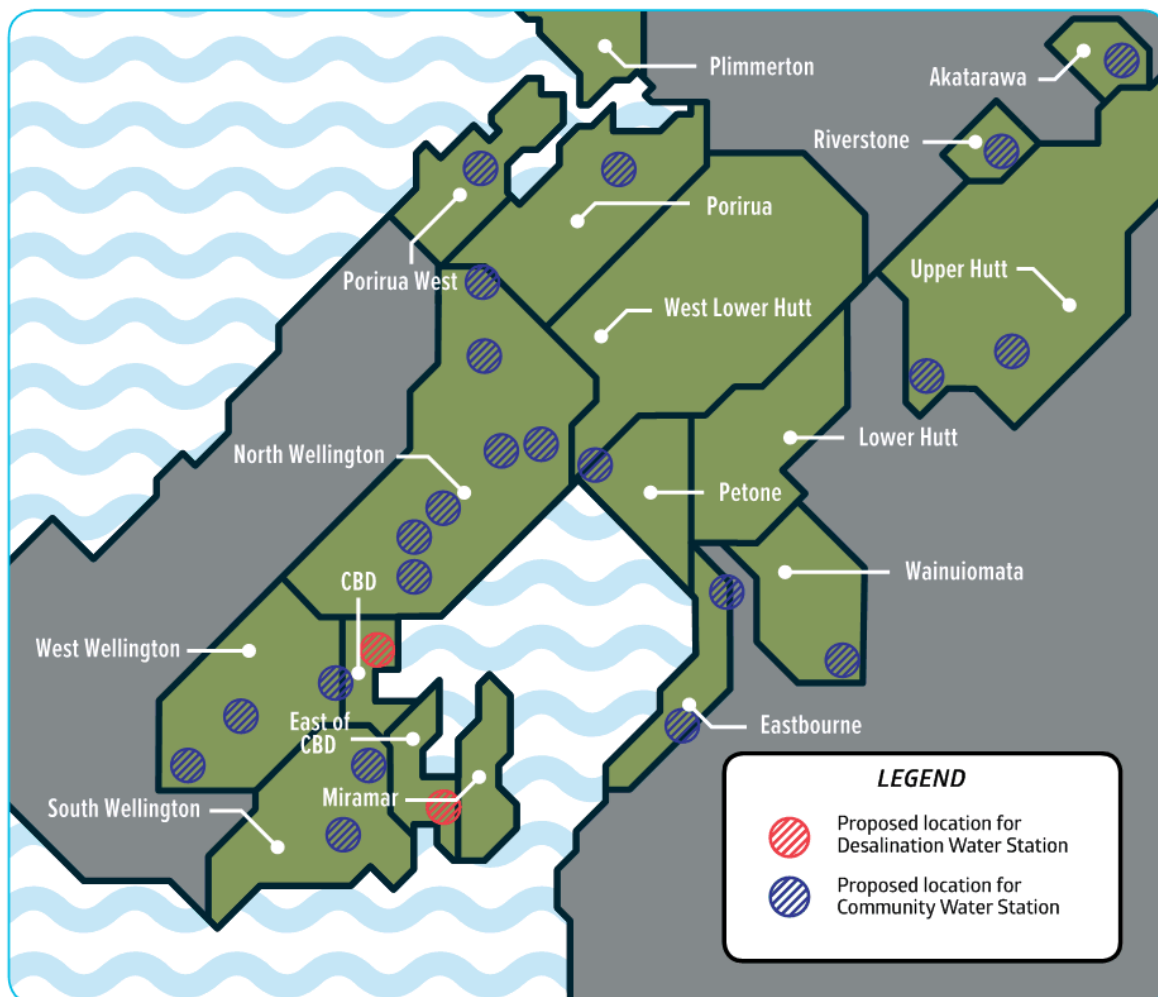 Plimmerton
Akatarawa
Riverstone
Porirua
Porirua West
Upper Hutt
West Lower Hutt
North Wellington
Lower Hutt
Petone
CBD
Wainuiomata
West Wellington
East of
CBD
Eastbourne
Miramar
South Wellington
LEGEND
Proposed location for
Desalination Water Station
Proposed location for
Community Water Station